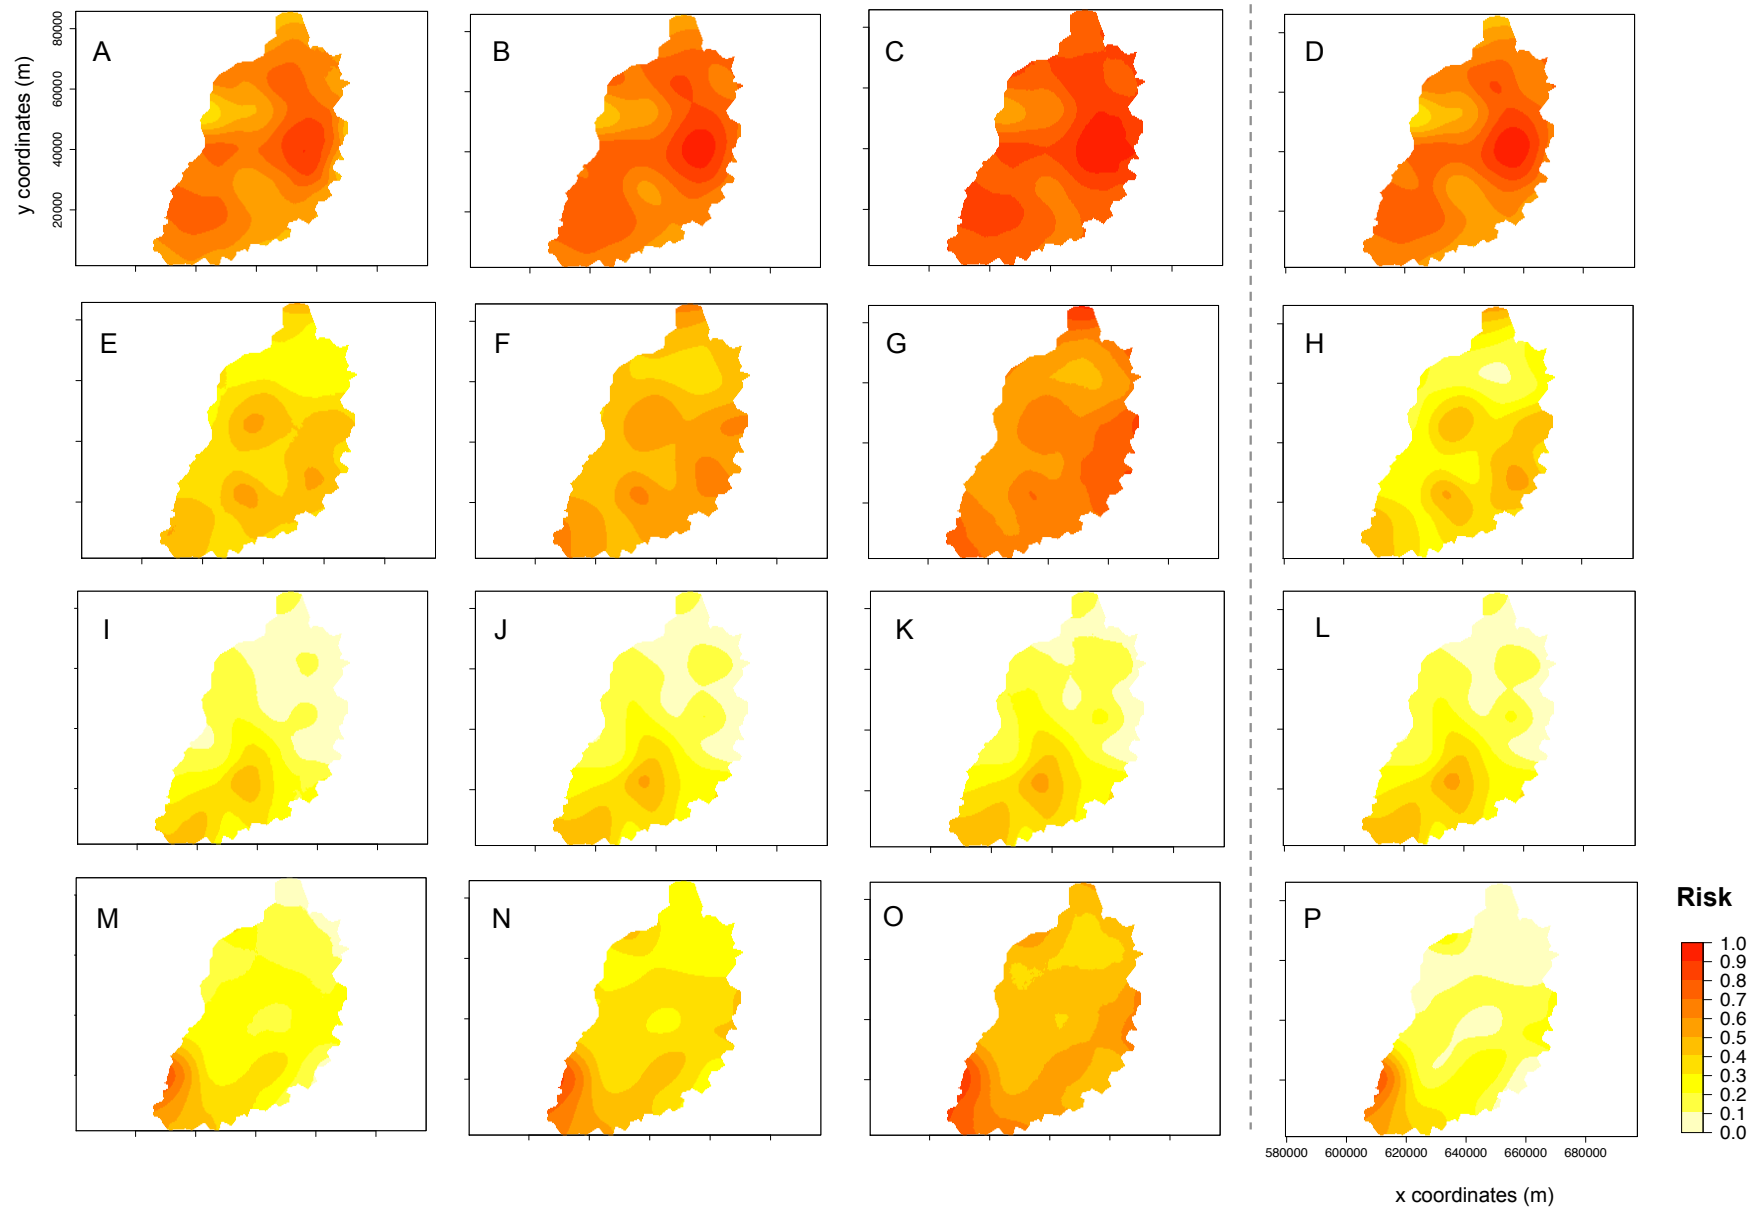 A
B
C
D
y coordinates (m)
80000
60000
40000
20000
E
F
G
H
I
J
K
L
M
N
O
P
Risk
1.0
0.9
0.8
0.7
0.6
0.5
0.4
0.3
0.2
0.1
0.0
580000 600000 620000 640000 660000 680000
x coordinates (m)